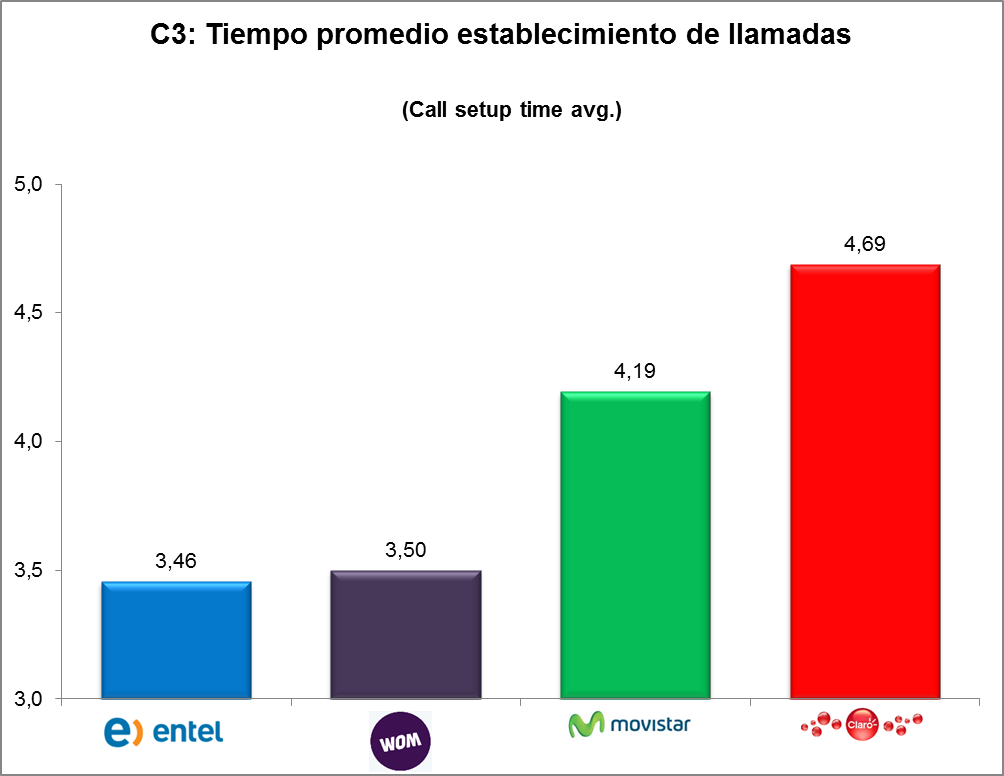 C3: Tiempo promedio establecimiento de llamadas
(Call setup time avg.)
5,0
4,5
4,0
3,5
3,0
3,46
3,50
4,19
4,69
entel
WOM
movistar
Claro